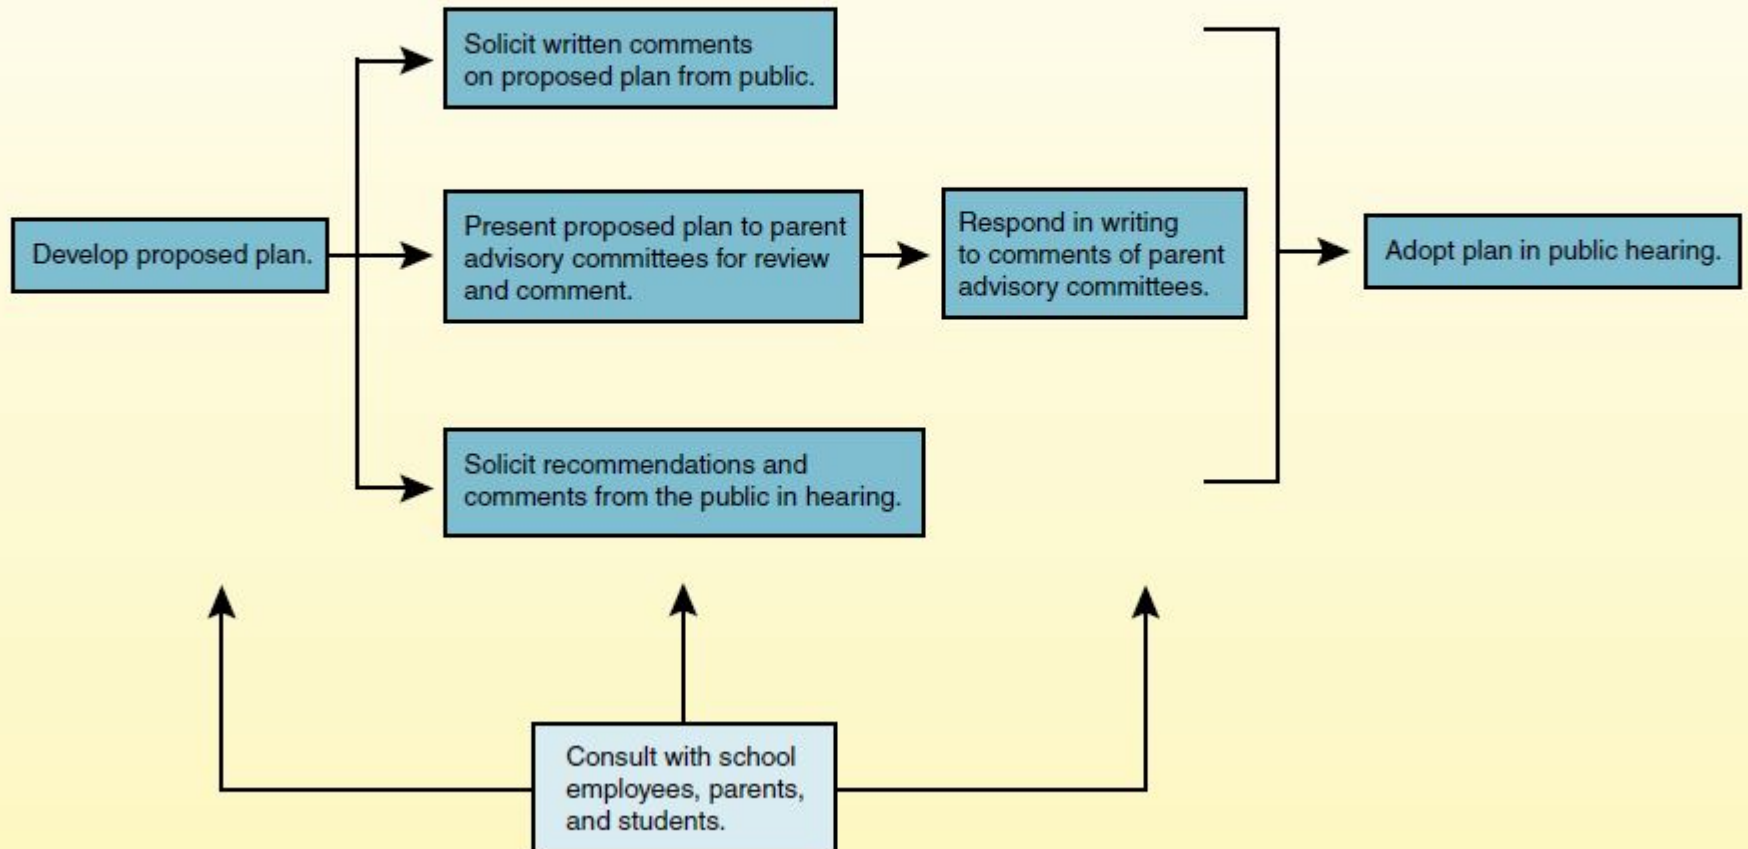 Solicit written comments
on proposed plan from public.
Develop proposed plan.
Present proposed plan to parent
advisory committees for review
and comment.
Respond in writing
to comments of parent
advisory committees.
Adopt plan in public hearing.
Solicit recommendations and
comments from the public in hearing.
Consult with school
employees, parents,
and students.